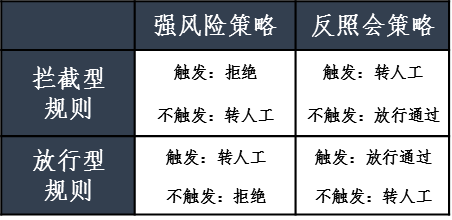 强风险策略 反照会策略
拦截型规则 触发：拒绝 触发：转人工
不触发：转人工 不触发：放行通过
放行型规则 触发：转人工 触发：放行通过
不触发：拒绝 不触发：转人工